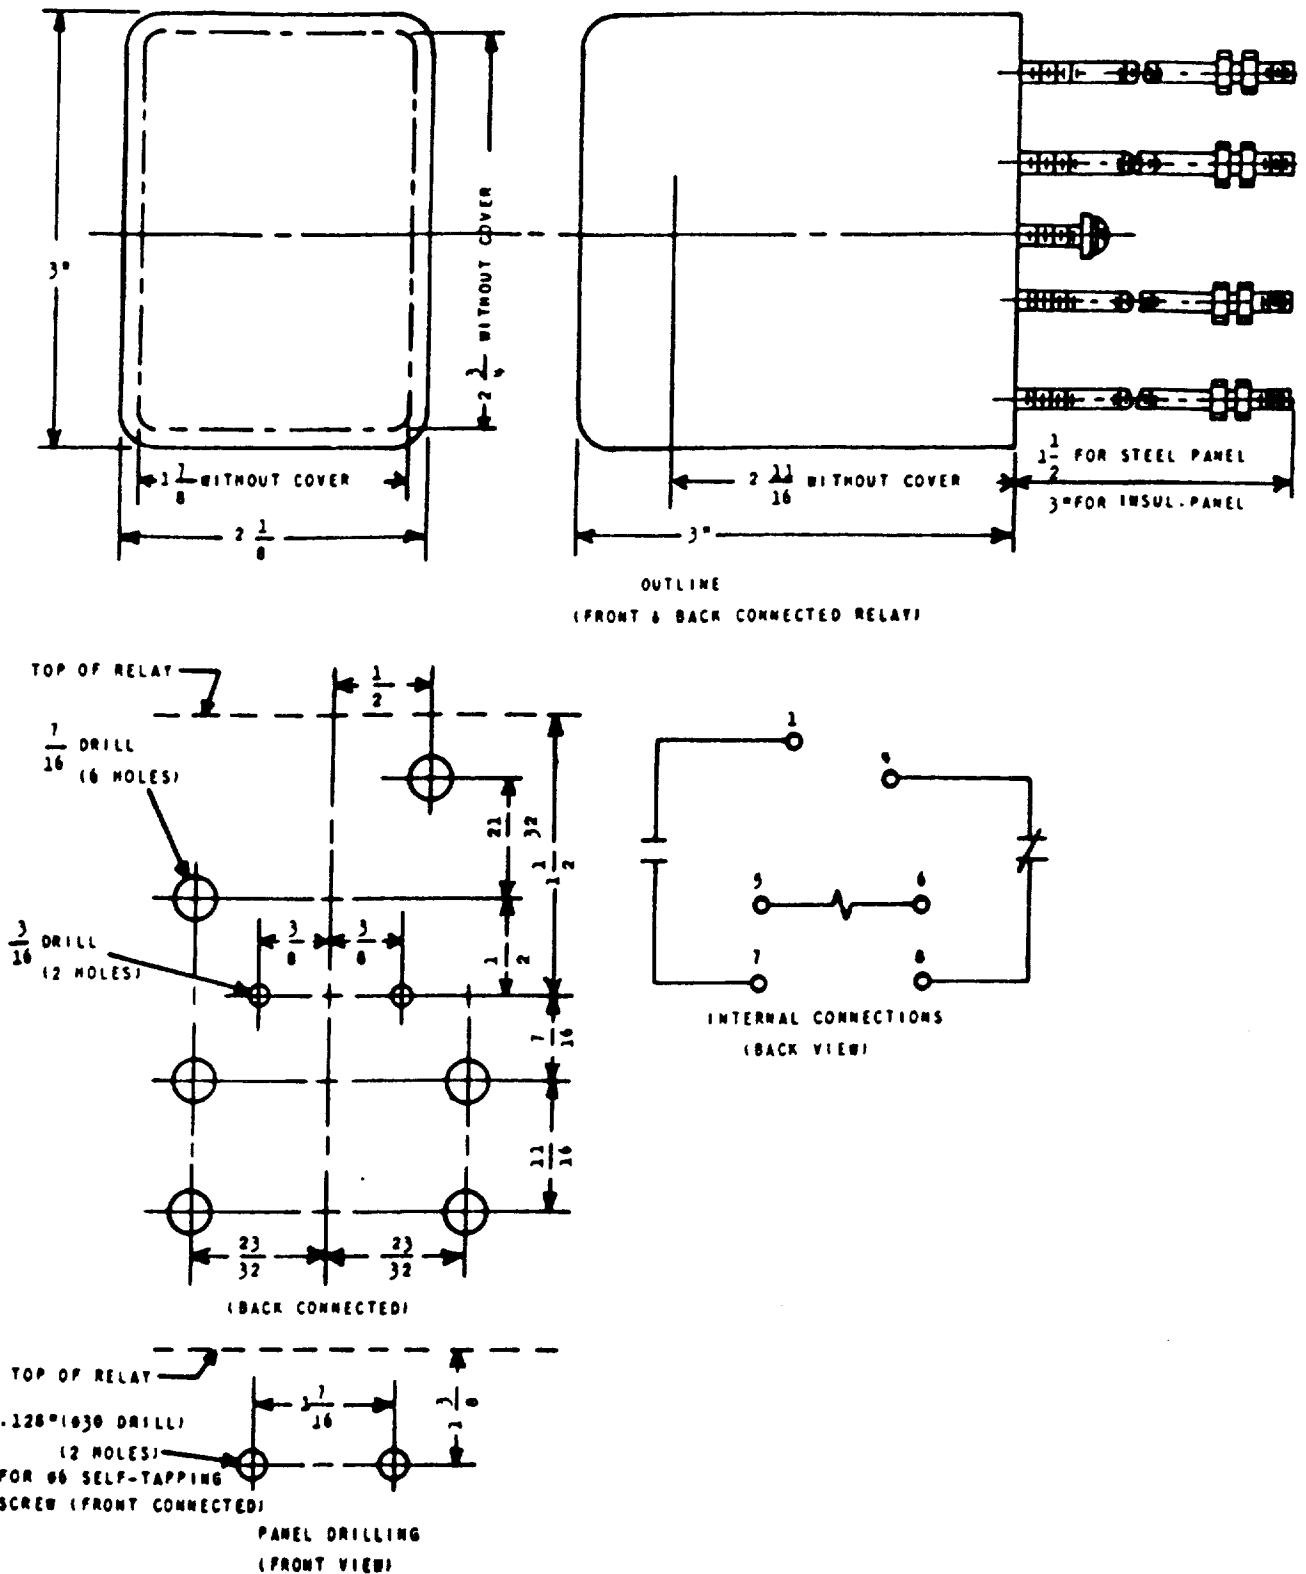 3"
2 3/4 WITHOUT COVER
1 7/8 WITHOUT COVER
2 1/8
2 11/16 WITHOUT COVER
3"
1 1/2 FOR STEEL PANEL
3" FOR INSUL. PANEL
OUTLINE
(FRONT & BACK CONNECTED RELAY)
TOP OF RELAY
1/2
7/16 DRILL
(6 HOLES)
21/32
1 1/2
3/16 DRILL
(2 HOLES)
3/8
3/8
1/2
7/16
11/16
23/32
23/32
(BACK CONNECTED)
1
4
5
6
7
8
INTERNAL CONNECTIONS
(BACK VIEW)
TOP OF RELAY
.128" (#30 DRILL)
(2 HOLES)
FOR #6 SELF-TAPPING
SCREW (FRONT CONNECTED)
7/16
1 3/8
PANEL DRILLING
(FRONT VIEW)